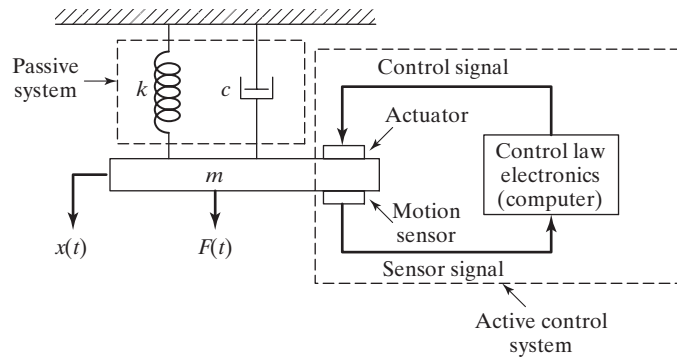 Passive
system
k
c
Control signal
Actuator
Control law
electronics
(computer)
m
Motion
sensor
x(t)
F(t)
Sensor signal
Active control
system